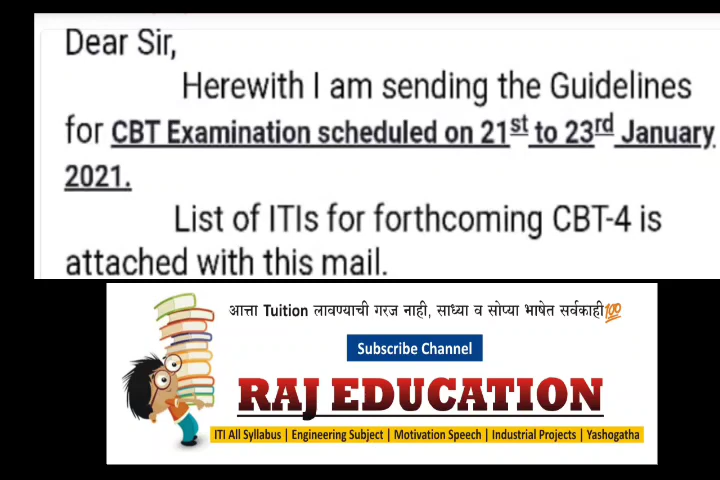 Dear Sir,
Herewith I am sending the Guidelines
for CBT Examination scheduled on 21st to 23rd January
2021.
List of ITIs for forthcoming CBT-4 is
attached with this mail.
आत्ता Tuition लावण्याची गरज नाही, साध्या व सोप्या भाषेत सर्वकाही💯
Subscribe Channel
RAJ EDUCATION
ITI All Syllabus | Engineering Subject | Motivation Speech | Industrial Projects | Yashogatha